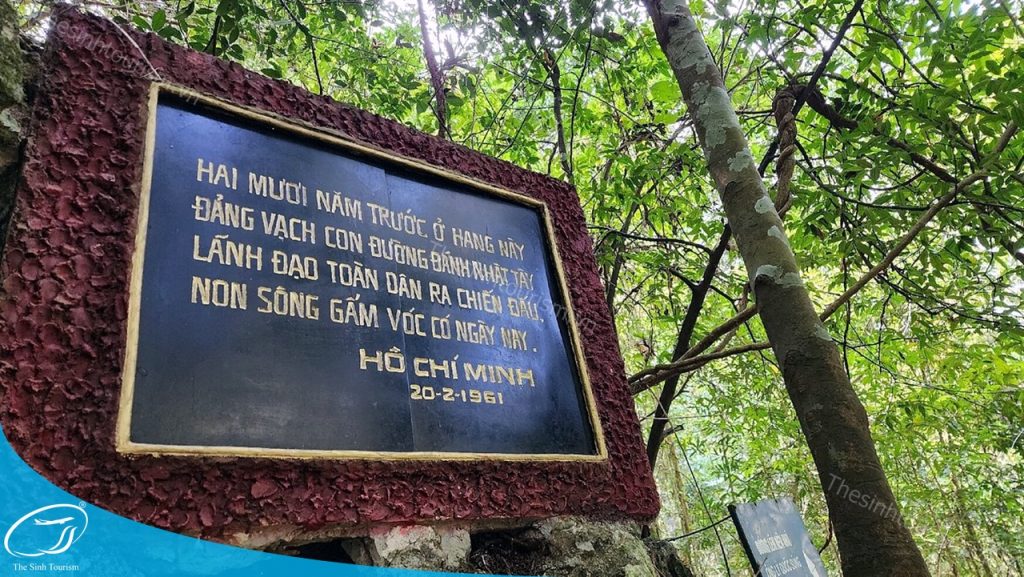 HAI MƯƠI NĂM TRƯỚC Ở HANG NÀY
ĐẢNG VẠCH CON ĐƯỜNG ĐÁNH NHẬT TÂY
LÃNH ĐẠO TOÀN DÂN RA CHIẾN ĐẤU.
NON SÔNG GẤM VÓC CÓ NGÀY NAY.
HỒ CHÍ MINH
20-2-1961
The Sinh Tourism